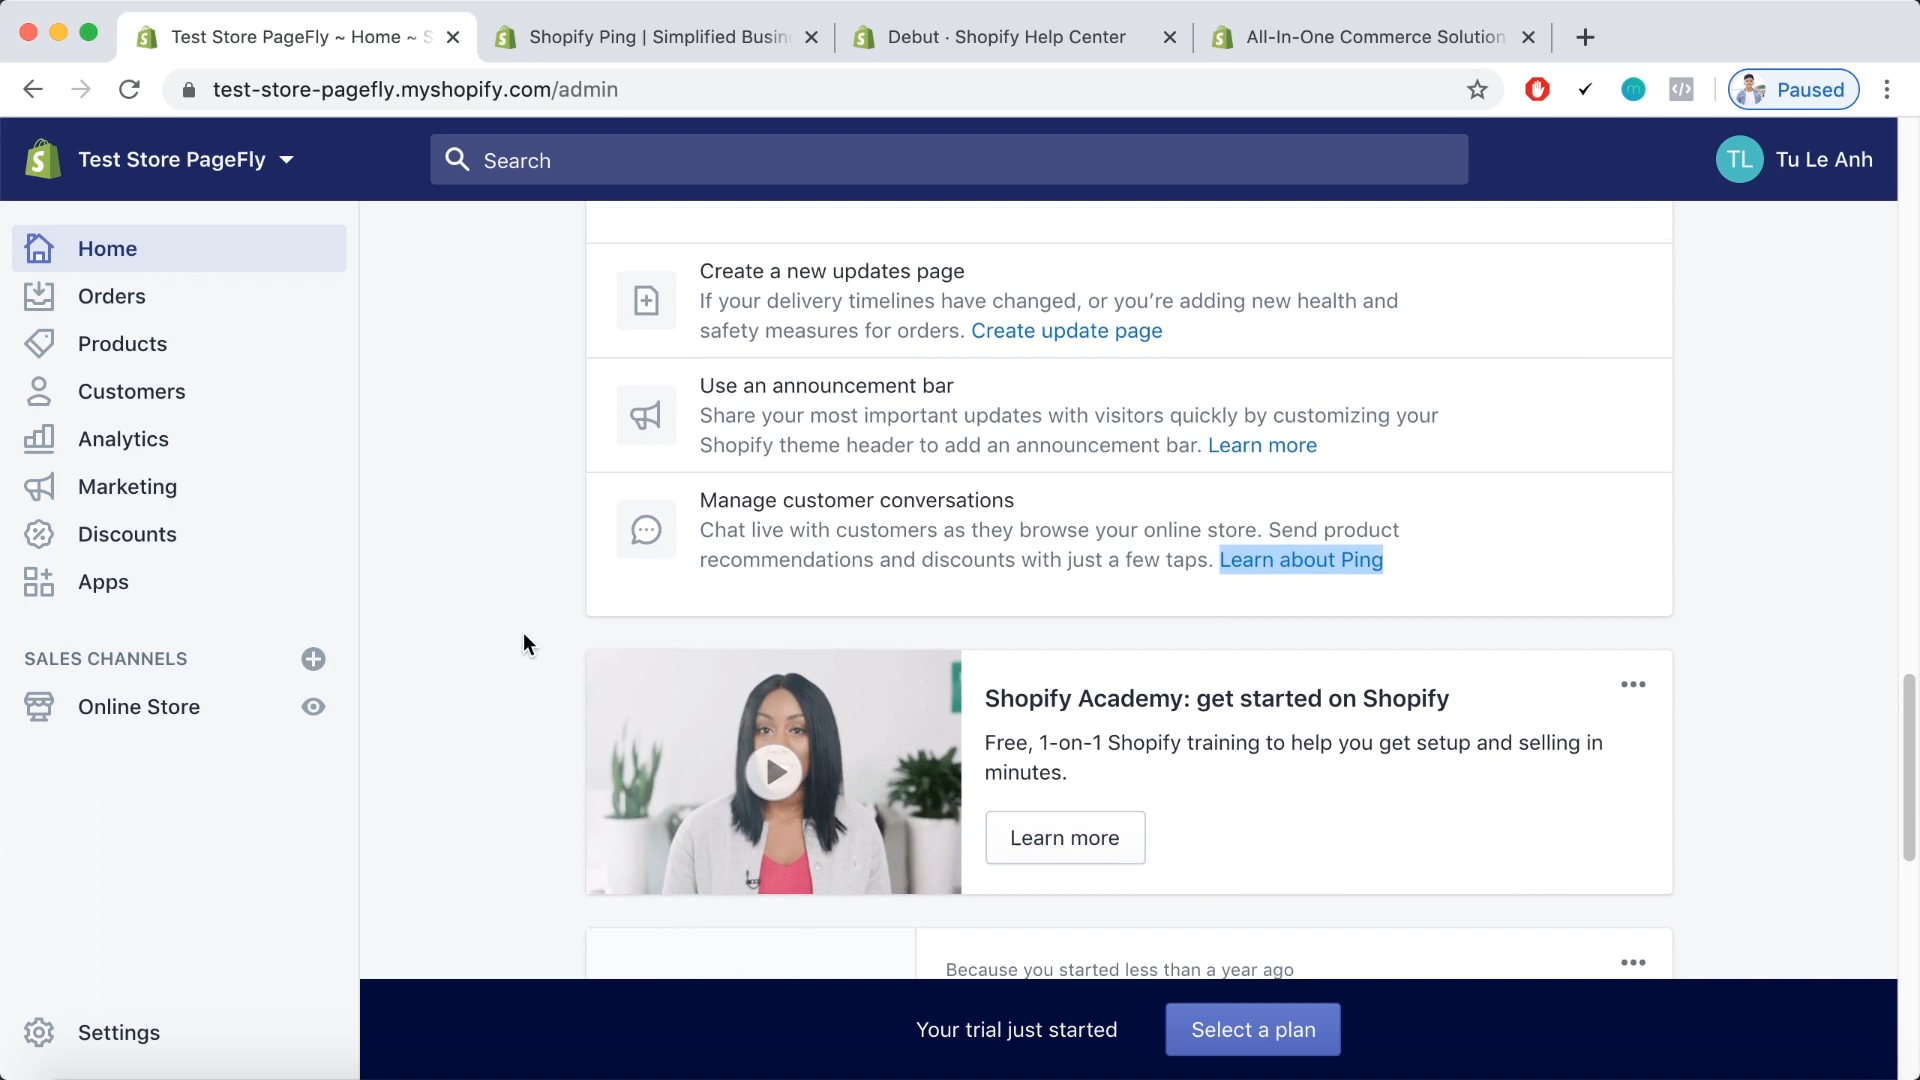 Test Store PageFly ~ Home ~ S
Shopify Ping | Simplified Busin
Debut · Shopify Help Center
All-In-One Commerce Solution
test-store-pagefly.myshopify.com/admin
Paused
Test Store PageFly
Search
TL
Tu Le Anh
Home
Orders
Products
Customers
Analytics
Marketing
Discounts
Apps
SALES CHANNELS
Online Store
Settings
Create a new updates page
If your delivery timelines have changed, or you’re adding new health and
safety measures for orders. Create update page
Use an announcement bar
Share your most important updates with visitors quickly by customizing your
Shopify theme header to add an announcement bar. Learn more
Manage customer conversations
Chat live with customers as they browse your online store. Send product
recommendations and discounts with just a few taps. Learn about Ping
Shopify Academy: get started on Shopify
Free, 1-on-1 Shopify training to help you get setup and selling in
minutes.
Learn more
Because you started less than a year ago
Your trial just started
Select a plan